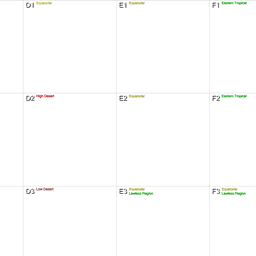 D1 Equatorial
E1 Equatorial
F1 Eastern Tropical
D2 High Desert
E2 Equatorial
F2 Eastern Tropical
D3 Low Desert
E3 Equatorial
Lawless Region
F3 Equatorial
Lawless Region